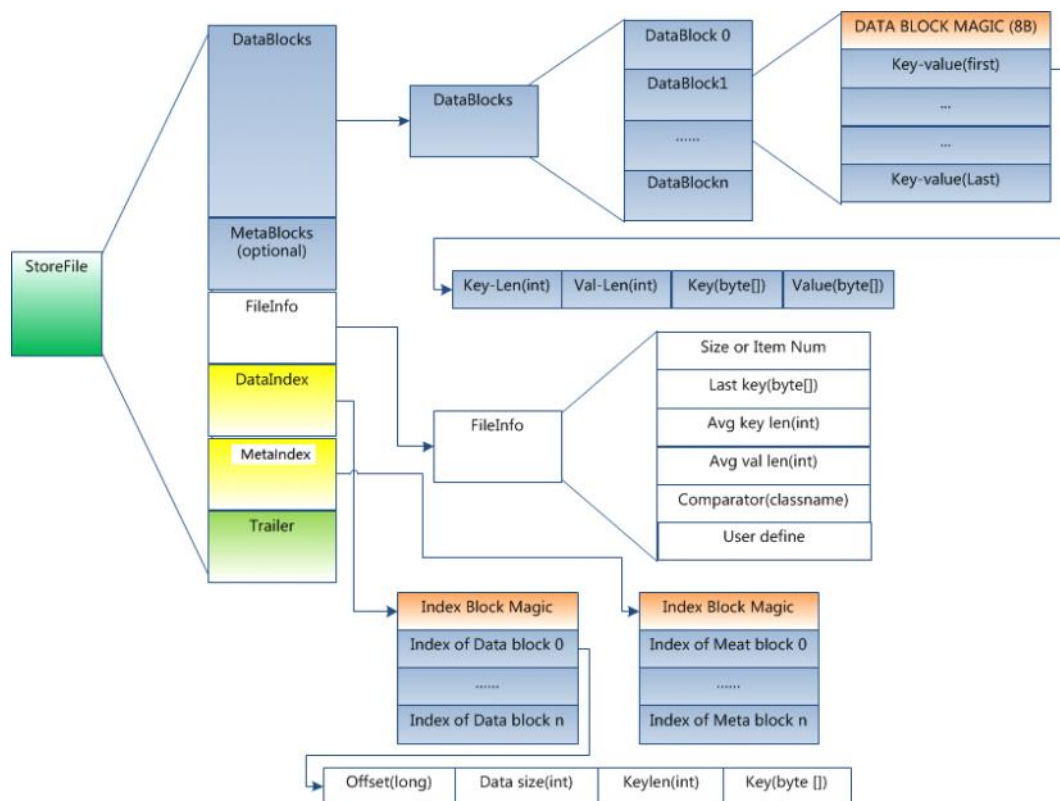 StoreFile
DataBlocks
MetaBlocks
(optional)
FileInfo
DataIndex
MetaIndex
Trailer
DataBlocks
DataBlock 0
DataBlock1
......
DataBlockn
DATA BLOCK MAGIC (8B)
Key-value(first)
...
...
Key-value(Last)
Key-Len(int) Val-Len(int) Key(byte[]) Value(byte[])
FileInfo
Size or Item Num
Last key(byte[])
Avg key len(int)
Avg val len(int)
Comparator(classname)
User define
Index Block Magic
Index of Data block 0
......
Index of Data block n
Index Block Magic
Index of Meat block 0
......
Index of Meta block n
Offset(long) Data size(int) Keylen(int) Key(byte [])